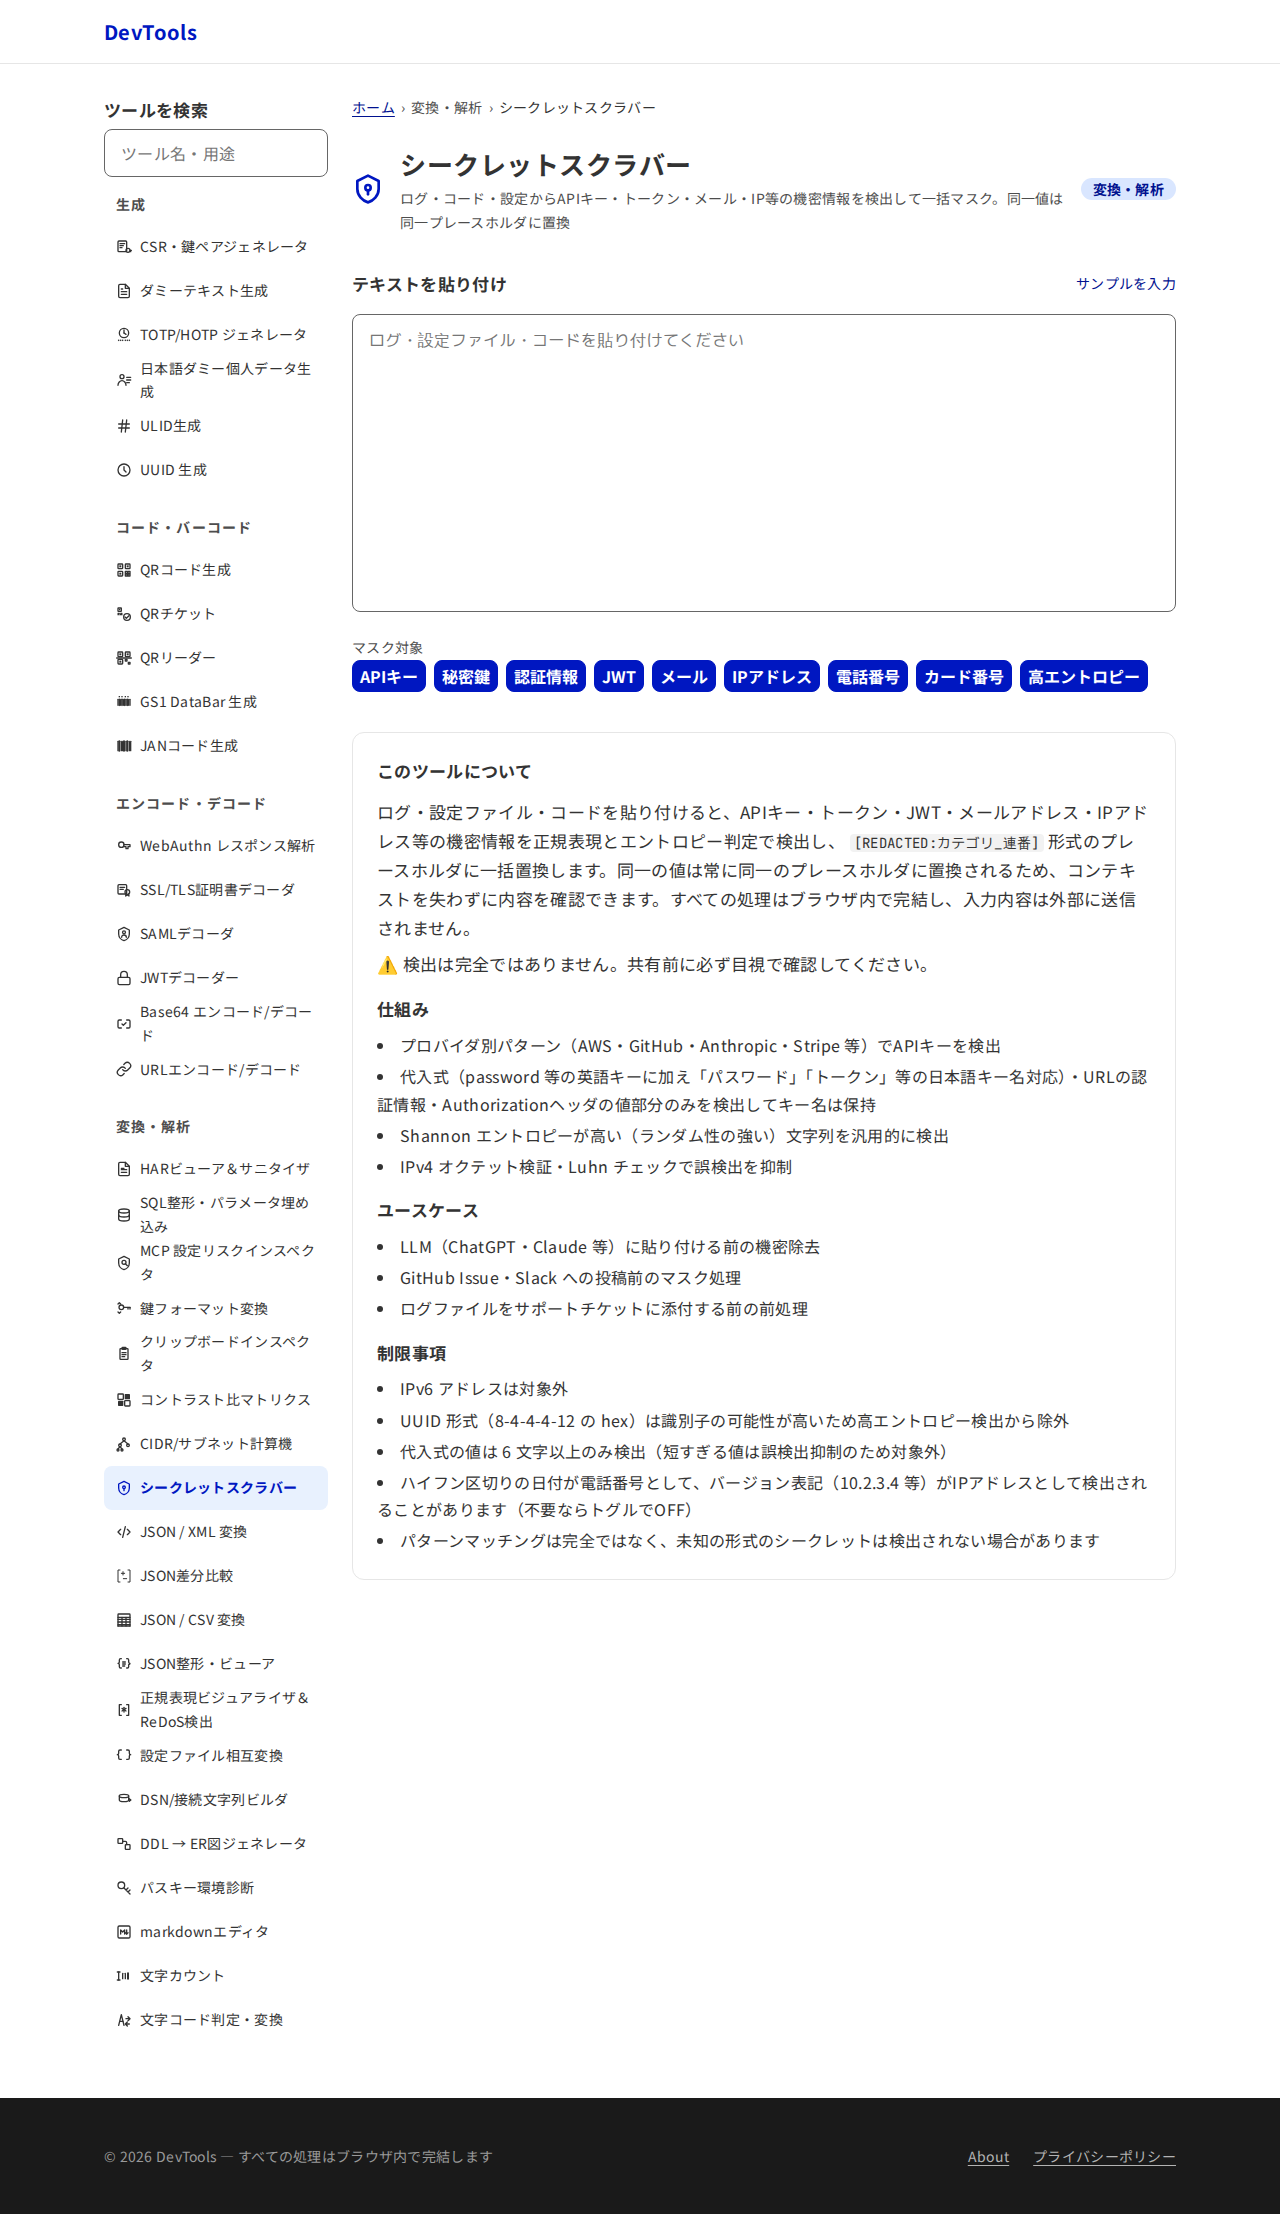 DevTools
ツールを検索
ツール名・用途
生成
CSR・鍵ペアジェネレータ
ダミーテキスト生成
TOTP/HOTP ジェネレータ
日本語ダミー個人データ生
成
ULID生成
UUID 生成
コード・バーコード
QRコード生成
QRチケット
QRリーダー
GS1 DataBar 生成
JANコード生成
エンコード・デコード
WebAuthn レスポンス解析
SSL/TLS証明書デコーダ
SAMLデコーダ
JWTデコーダー
Base64 エンコード/デコー
ド
URLエンコード/デコード
変換・解析
HARビューア＆サニタイザ
SQL整形・パラメータ埋め
込み
MCP 設定リスクインスペク
タ
鍵フォーマット変換
クリップボードインスペク
タ
コントラスト比マトリクス
CIDR/サブネット計算機
シークレットスクラバー
JSON / XML 変換
JSON差分比較
JSON / CSV 変換
JSON整形・ビューア
正規表現ビジュアライザ＆
ReDoS検出
設定ファイル相互変換
DSN/接続文字列ビルダ
DDL → ER図ジェネレータ
パスキー環境診断
markdownエディタ
文字カウント
文字コード判定・変換
ホーム › 変換・解析 › シークレットスクラバー
シークレットスクラバー
ログ・コード・設定からAPIキー・トークン・メール・IP等の機密情報を検出して一括マスク。同一値は
同一プレースホルダに置換
変換・解析
テキストを貼り付け
サンプルを入力
ログ・設定ファイル・コードを貼り付けてください
マスク対象
APIキー 秘密鍵 認証情報 JWT メール IPアドレス 電話番号 カード番号 高エントロピー
このツールについて
ログ・設定ファイル・コードを貼り付けると、APIキー・トークン・JWT・メールアドレス・IPアド
レス等の機密情報を正規表現とエントロピー判定で検出し、 [REDACTED:カテゴリ_連番] 形式のプレ
ースホルダに一括置換します。同一の値は常に同一のプレースホルダに置換されるため、コンテキ
ストを失わずに内容を確認できます。すべての処理はブラウザ内で完結し、入力内容は外部に送信
されません。
⚠️ 検出は完全ではありません。共有前に必ず目視で確認してください。
仕組み
• プロバイダ別パターン（AWS・GitHub・Anthropic・Stripe 等）でAPIキーを検出
• 代入式（password 等の英語キーに加え「パスワード」「トークン」等の日本語キー名対応）・URLの認
証情報・Authorizationヘッダの値部分のみを検出してキー名は保持
• Shannon エントロピーが高い（ランダム性の強い）文字列を汎用的に検出
• IPv4 オクテット検証・Luhn チェックで誤検出を抑制
ユースケース
• LLM（ChatGPT・Claude 等）に貼り付ける前の機密除去
• GitHub Issue・Slack への投稿前のマスク処理
• ログファイルをサポートチケットに添付する前の前処理
制限事項
• IPv6 アドレスは対象外
• UUID 形式（8-4-4-4-12 の hex）は識別子の可能性が高いため高エントロピー検出から除外
• 代入式の値は 6 文字以上のみ検出（短すぎる値は誤検出抑制のため対象外）
• ハイフン区切りの日付が電話番号として、バージョン表記（10.2.3.4 等）がIPアドレスとして検出され
ることがあります（不要ならトグルでOFF）
• パターンマッチングは完全ではなく、未知の形式のシークレットは検出されない場合があります
© 2026 DevTools — すべての処理はブラウザ内で完結します
About プライバシーポリシー